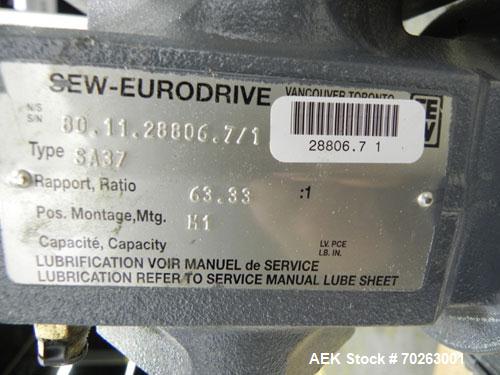 SEW-EURODRIVE VANCOUVER TORONTO
N/S
S/N 80.11.28806.7/1
28806.7 1
Type SA37
Rapport, Ratio 63.33 :1
Pos. Montage,Mtg. M1
Capacité, Capacity LV. PCE
LB. IN.
LUBRIFICATION VOIR MANUEL de SERVICE
LUBRICATION REFER TO SERVICE MANUAL LUBE SHEET
AEK Stock # 70263001